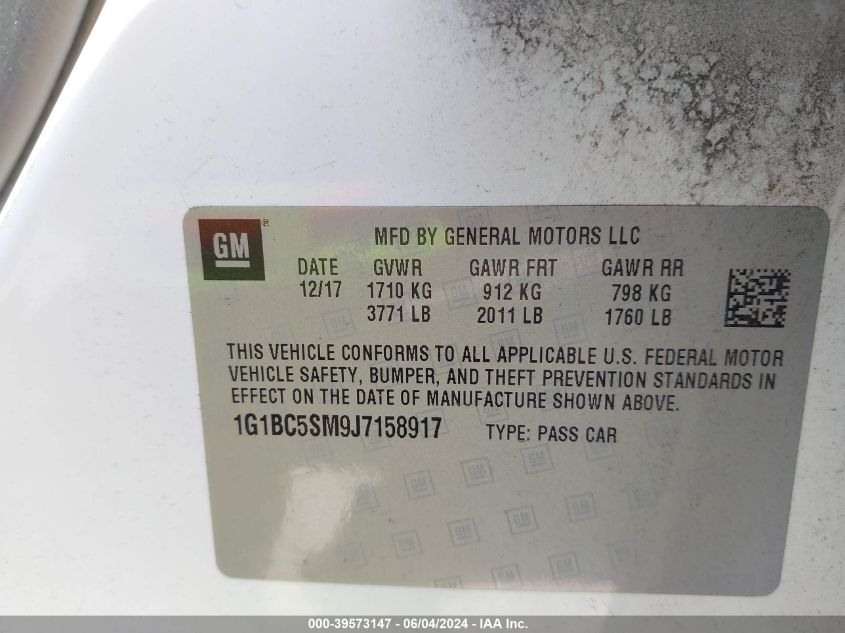 GM ®
MFD BY GENERAL MOTORS LLC
DATE GVWR GAWR FRT GAWR RR
12/17 1710 KG 912 KG 798 KG
3771 LB 2011 LB 1760 LB
THIS VEHICLE CONFORMS TO ALL APPLICABLE U.S. FEDERAL MOTOR
VEHICLE SAFETY, BUMPER, AND THEFT PREVENTION STANDARDS IN
EFFECT ON THE DATE OF MANUFACTURE SHOWN ABOVE.
1G1BC5SM9J7158917 TYPE: PASS CAR
000-39573147 - 06/04/2024 - IAA Inc.